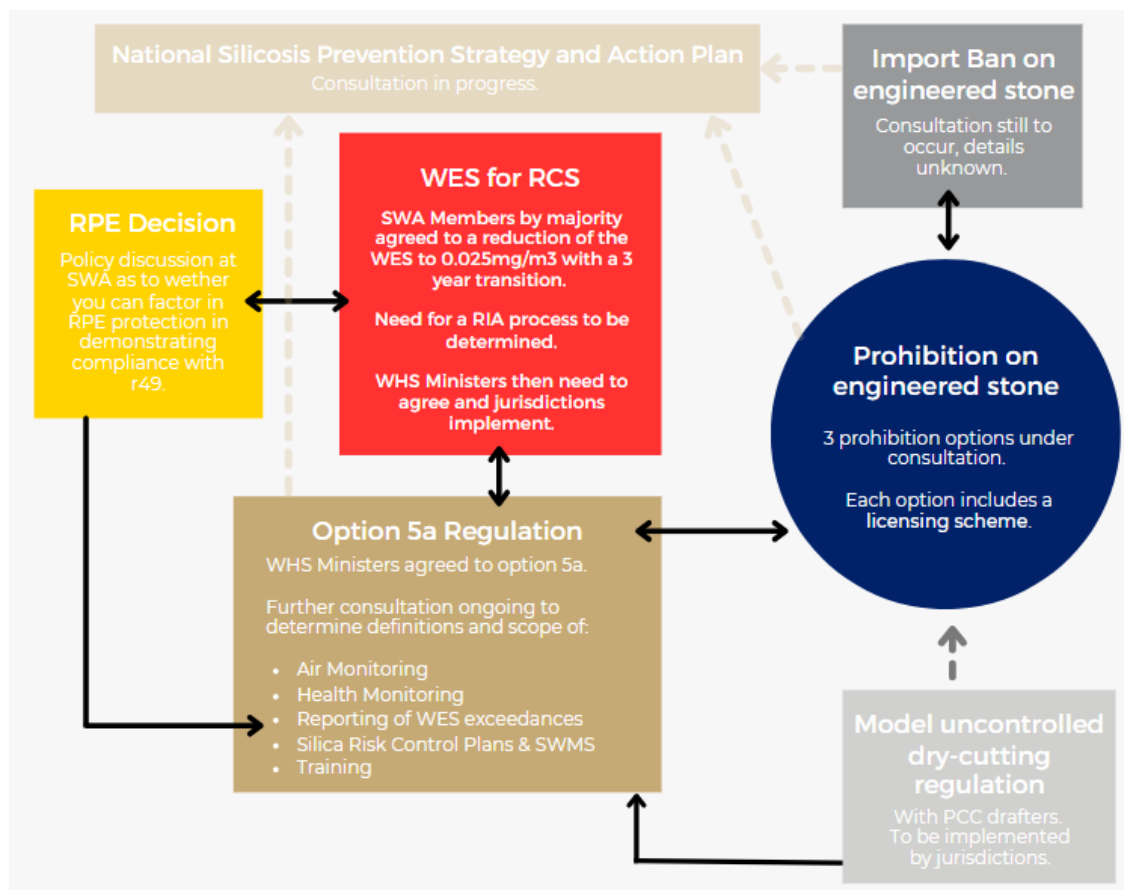 National Silicosis Prevention Strategy and Action Plan
Consultation in progress.
Import Ban on
engineered stone
Consultation still to
occur, details
unknown.
RPE Decision
Policy discussion at
SWA as to wether
you can factor in
RPE protection in
demonstrating
compliance with
r49.
WES for RCS
SWA Members by majority
agreed to a reduction of the
WES to 0.025mg/m3 with a 3
year transition.
Need for a RIA process to be
determined.
WHS Ministers then need to
agree and jurisdictions
implement.
Prohibition on
engineered stone
3 prohibition options under
consultation.
Each option includes a
licensing scheme.
Option 5a Regulation
WHS Ministers agreed to option 5a.
Further consultation ongoing to
determine definitions and scope of:
• Air Monitoring
• Health Monitoring
• Reporting of WES exceedances
• Silica Risk Control Plans & SWMS
• Training
Model uncontrolled
dry-cutting
regulation
With PCC drafters.
To be implemented
by jurisdictions.